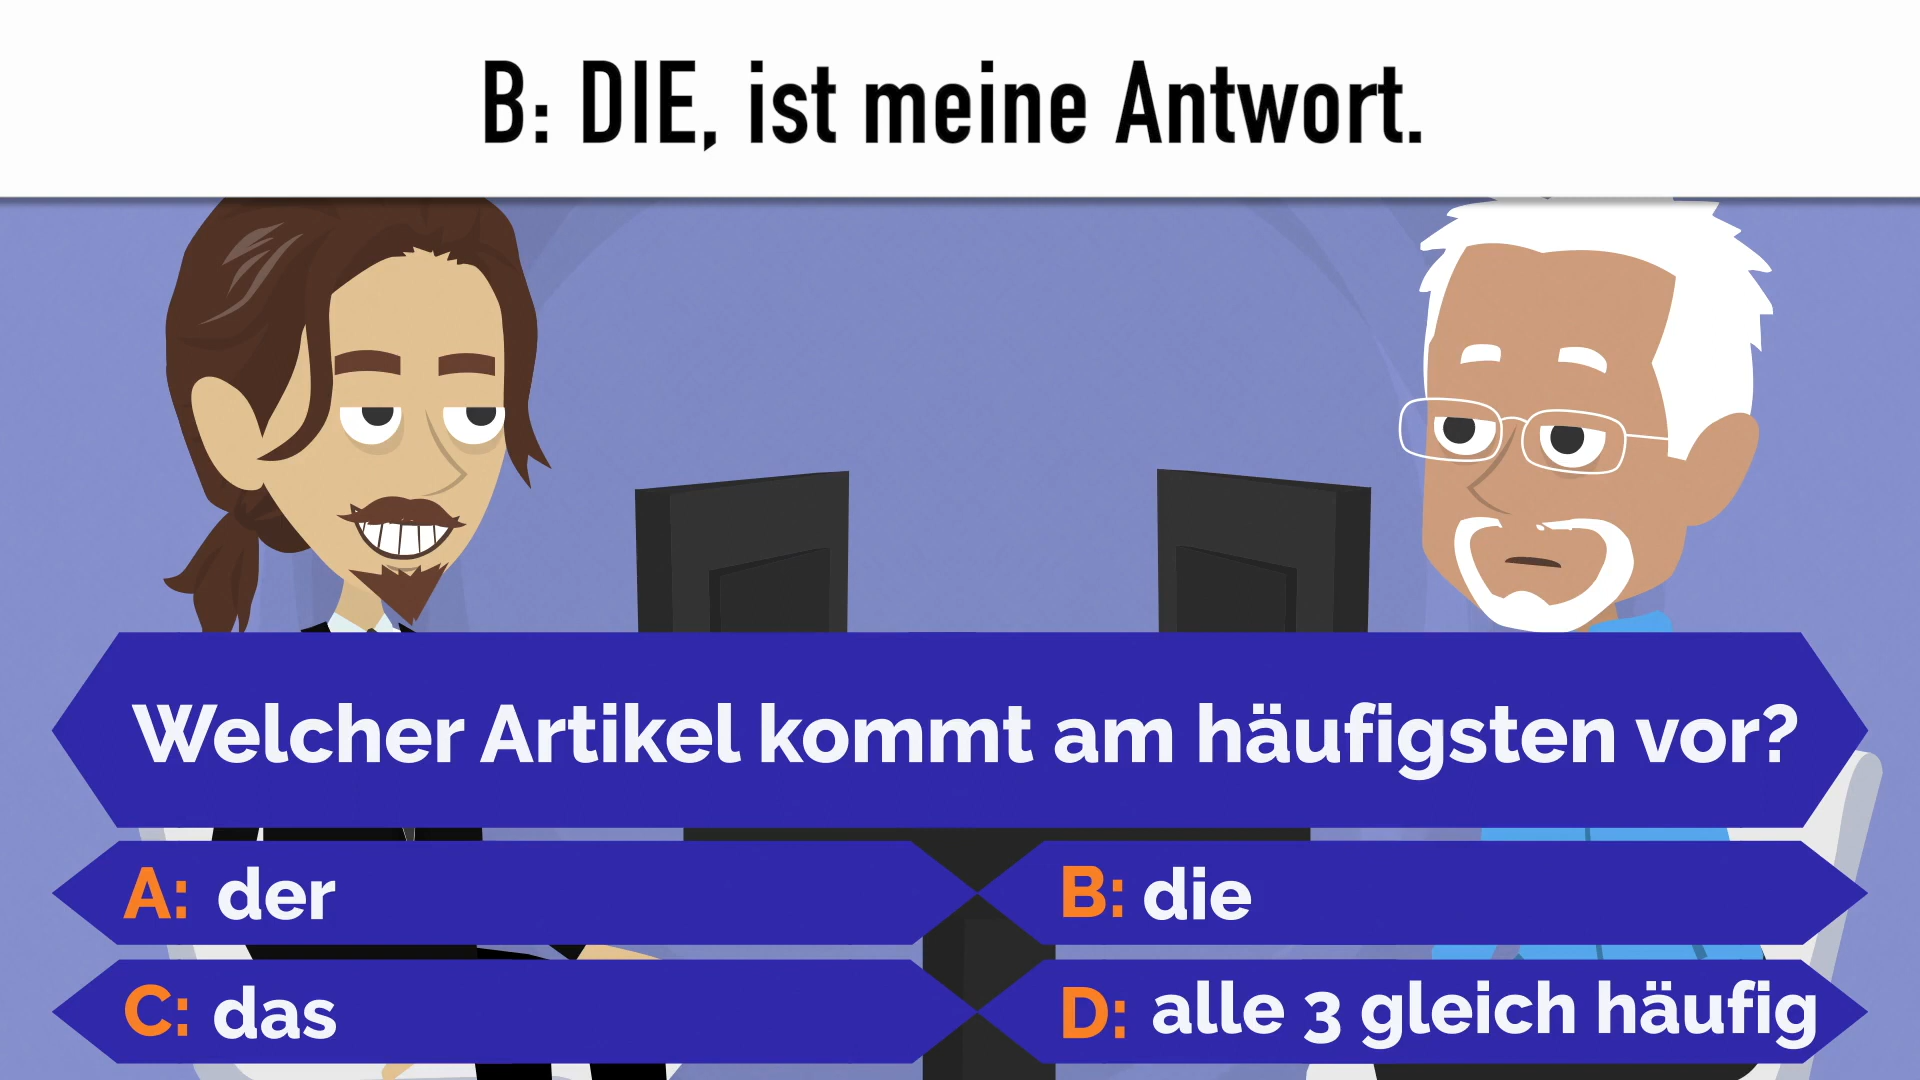 B: DIE, ist meine Antwort.
Welcher Artikel kommt am häufigsten vor?
A: der
B: die
C: das
D: alle 3 gleich häufig